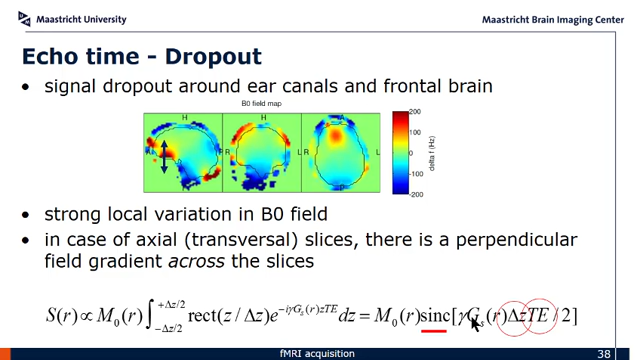 Maastricht University
Maastricht Brain Imaging Center
Echo time - Dropout
• signal dropout around ear canals and frontal brain
B0 field map
H H A
R R L R L
200
100
0
-100
-200
delta f (Hz)
• strong local variation in B0 field
• in case of axial (transversal) slices, there is a perpendicular
field gradient across the slices
S(r) ∝ M₀(r) ∫_{−Δz/2}^{+Δz/2} rect(z / Δz) e^{−iγG_s(r)zTE} dz = M₀(r) sinc[γG_s(r)ΔzTE / 2]
fMRI acquisition
38